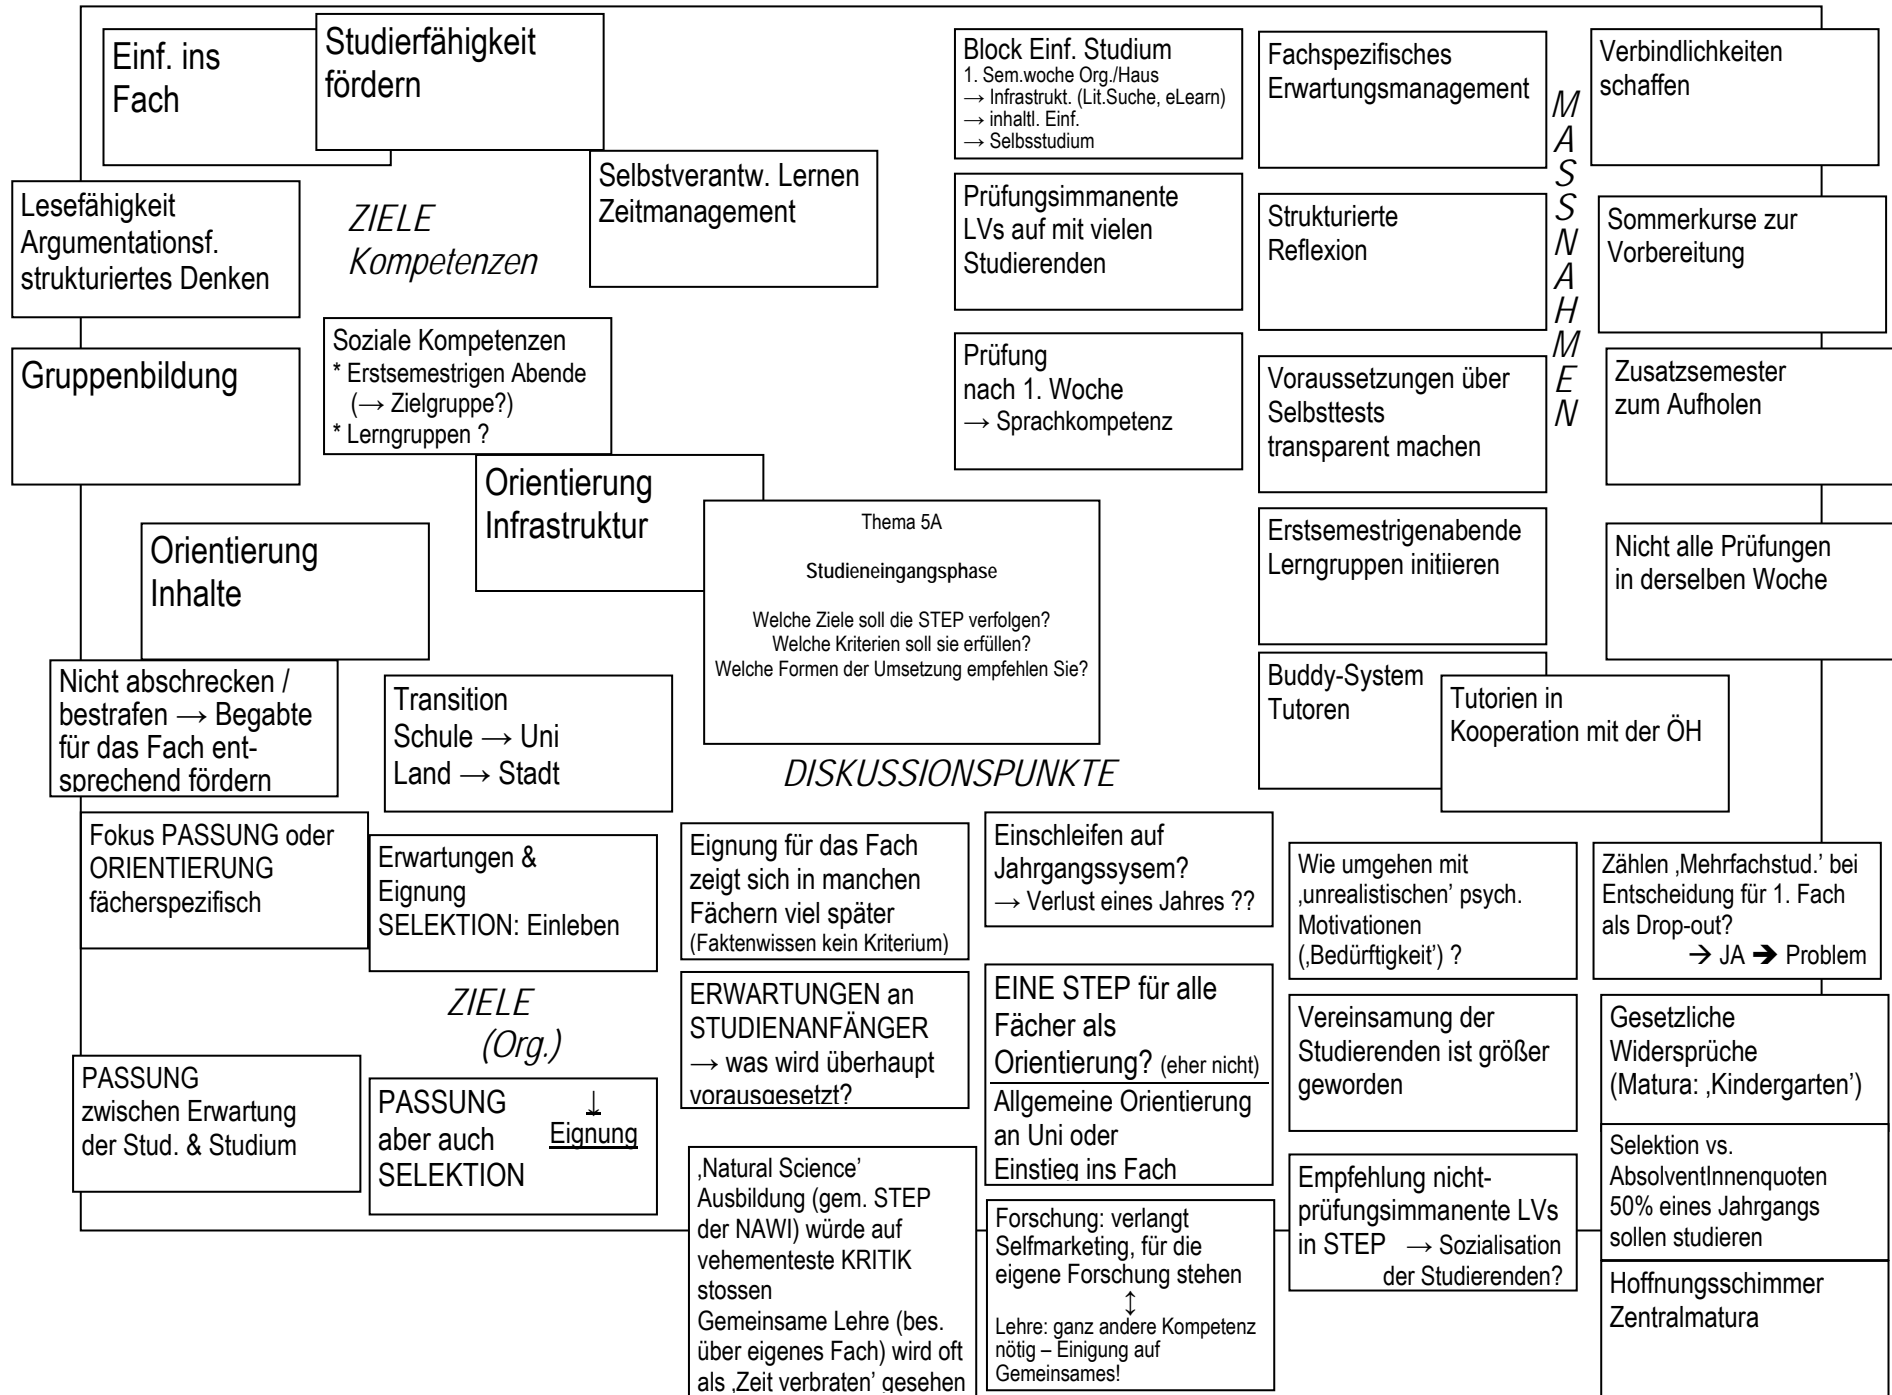 Einf. ins
Fach
Studierfähigkeit
fördern
Selbstverantw. Lernen
Zeitmanagement
Lesefähigkeit
Argumentationsf.
strukturiertes Denken
ZIELE
Kompetenzen
Gruppenbildung
Soziale Kompetenzen
* Erstsemestrigen Abende
(→ Zielgruppe?)
* Lerngruppen ?
Orientierung
Infrastruktur
Orientierung
Inhalte
Thema 5A
Studieneingangsphase
Welche Ziele soll die STEP verfolgen?
Welche Kriterien soll sie erfüllen?
Welche Formen der Umsetzung empfehlen Sie?
Block Einf. Studium
1. Sem.woche Org./Haus
→ Infrastrukt. (Lit.Suche, eLearn)
→ inhaltl. Einf.
→ Selbsstudium
Prüfungsimmanente
LVs auf mit vielen
Studierenden
Prüfung
nach 1. Woche
→ Sprachkompetenz
Fachspezifisches
Erwartungsmanagement
Strukturierte
Reflexion
Voraussetzungen über
Selbsttests
transparent machen
Erstsemestrigenabende
Lerngruppen initiieren
Buddy-System
Tutoren
Tutorien in
Kooperation mit der ÖH
MASSNAHMEN
Verbindlichkeiten
schaffen
Sommerkurse zur
Vorbereitung
Zusatzsemester
zum Aufholen
Nicht alle Prüfungen
in derselben Woche
Nicht abschrecken /
bestrafen → Begabte
für das Fach ent-
sprechend fördern
Transition
Schule → Uni
Land → Stadt
DISKUSSIONSPUNKTE
Fokus PASSUNG oder
ORIENTIERUNG
fächerspezifisch
Erwartungen &
Eignung
SELEKTION: Einleben
ZIELE
(Org.)
PASSUNG
zwischen Erwartung
der Stud. & Studium
PASSUNG ↓
aber auch Eignung
SELEKTION
Eignung für das Fach
zeigt sich in manchen
Fächern viel später
(Faktenwissen kein Kriterium)
ERWARTUNGEN an
STUDIENANFÄNGER
→ was wird überhaupt
vorausgesetzt?
‚Natural Science’
Ausbildung (gem. STEP
der NAWI) würde auf
vehementeste KRITIK
stossen
Gemeinsame Lehre (bes.
über eigenes Fach) wird oft
als ‚Zeit verbraten’ gesehen
Einschleifen auf
Jahrgangssysem?
→ Verlust eines Jahres ??
EINE STEP für alle
Fächer als
Orientierung? (eher nicht)
Allgemeine Orientierung
an Uni oder
Einstieg ins Fach
Forschung: verlangt
Selfmarketing, für die
eigene Forschung stehen
↕
Lehre: ganz andere Kompetenz
nötig – Einigung auf
Gemeinsames!
Wie umgehen mit
‚unrealistischen’ psych.
Motivationen
(‚Bedürftigkeit’) ?
Vereinsamung der
Studierenden ist größer
geworden
Empfehlung nicht-
prüfungsimmanente LVs
in STEP → Sozialisation
der Studierenden?
Zählen ‚Mehrfachstud.’ bei
Entscheidung für 1. Fach
als Drop-out?
→ JA ➔ Problem
Gesetzliche
Widersprüche
(Matura: ‚Kindergarten’)
Selektion vs.
AbsolventInnenquoten
50% eines Jahrgangs
sollen studieren
Hoffnungsschimmer
Zentralmatura